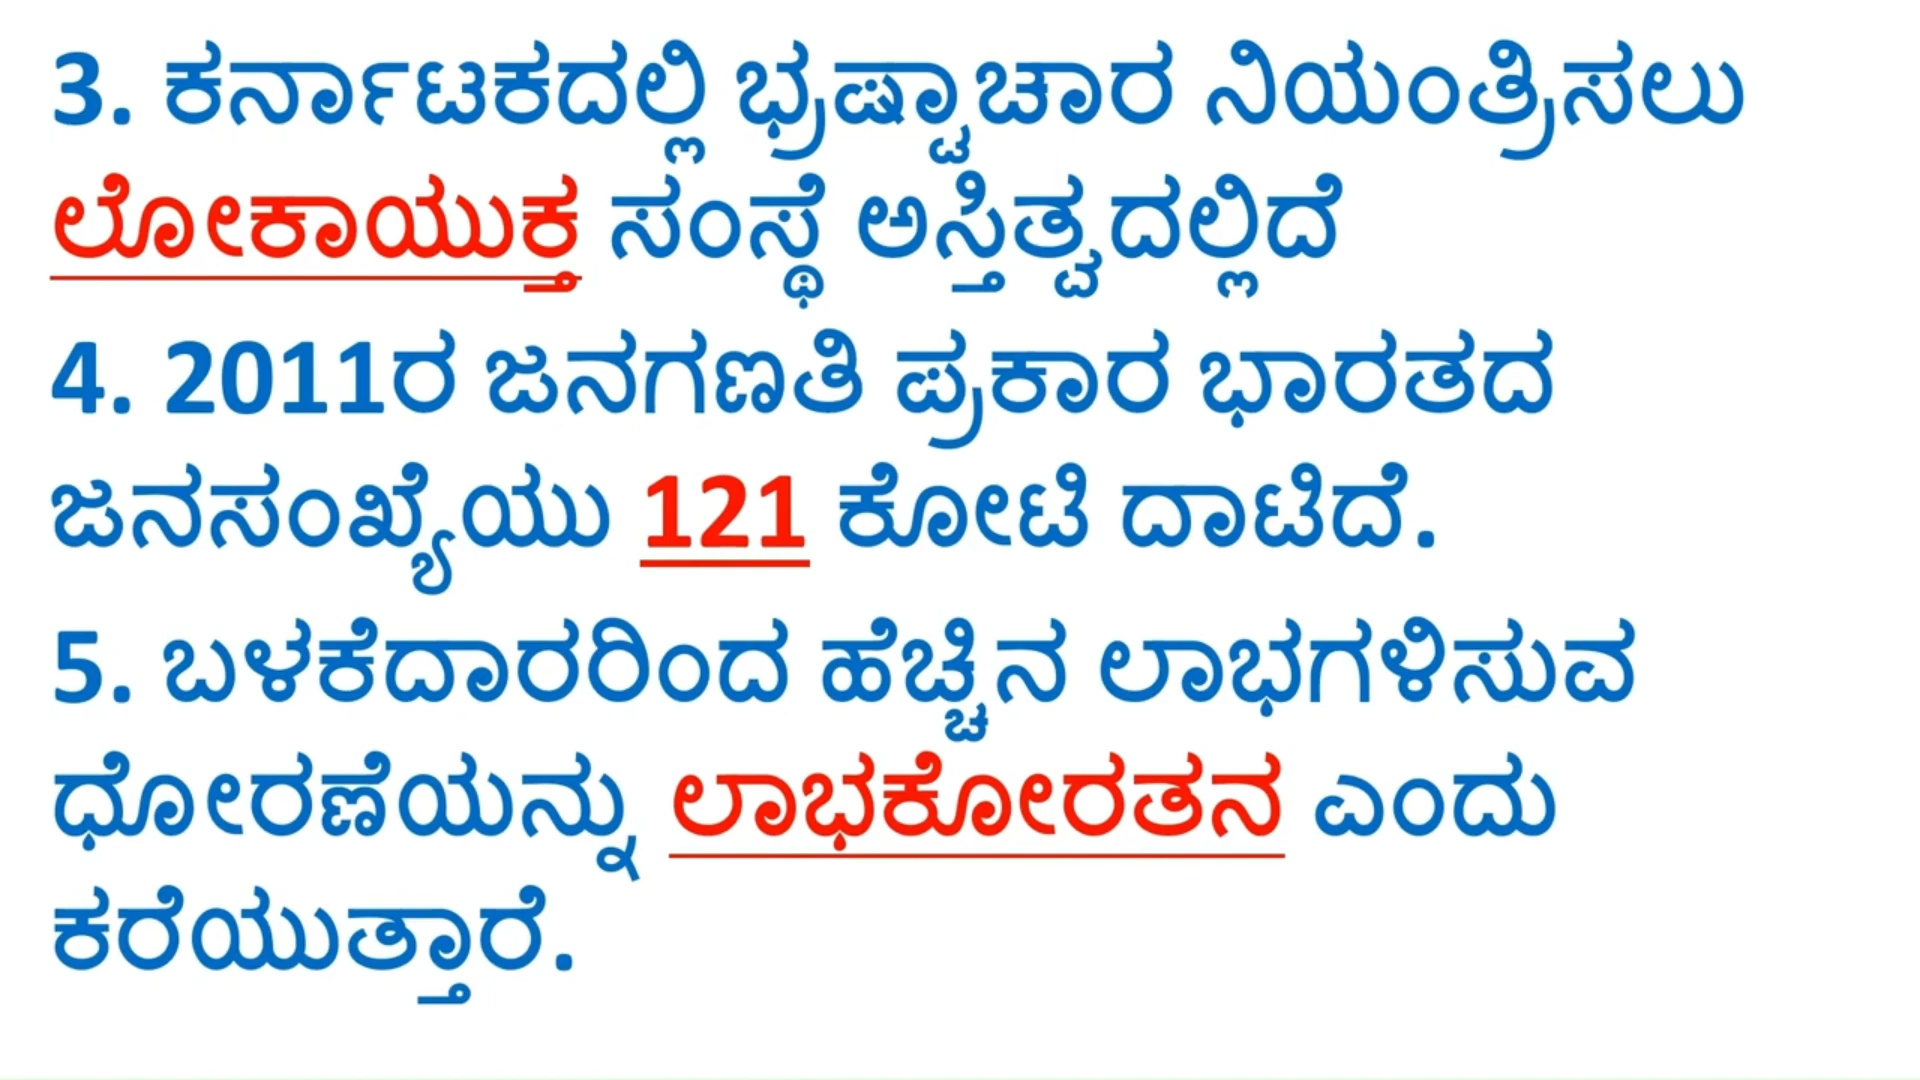 3. ಕರ್ನಾಟಕದಲ್ಲಿ ಭ್ರಷ್ಟಾಚಾರ ನಿಯಂತ್ರಿಸಲು
ಲೋಕಾಯುಕ್ತ ಸಂಸ್ಥೆ ಅಸ್ತಿತ್ವದಲ್ಲಿದೆ
4. 2011ರ ಜನಗಣತಿ ಪ್ರಕಾರ ಭಾರತದ
ಜನಸಂಖ್ಯೆಯು 121 ಕೋಟಿ ದಾಟಿದೆ.
5. ಬಳಕೆದಾರರಿಂದ ಹೆಚ್ಚಿನ ಲಾಭಗಳಿಸುವ
ಧೋರಣೆಯನ್ನು ಲಾಭಕೋರತನ ಎಂದು
ಕರೆಯುತ್ತಾರೆ.